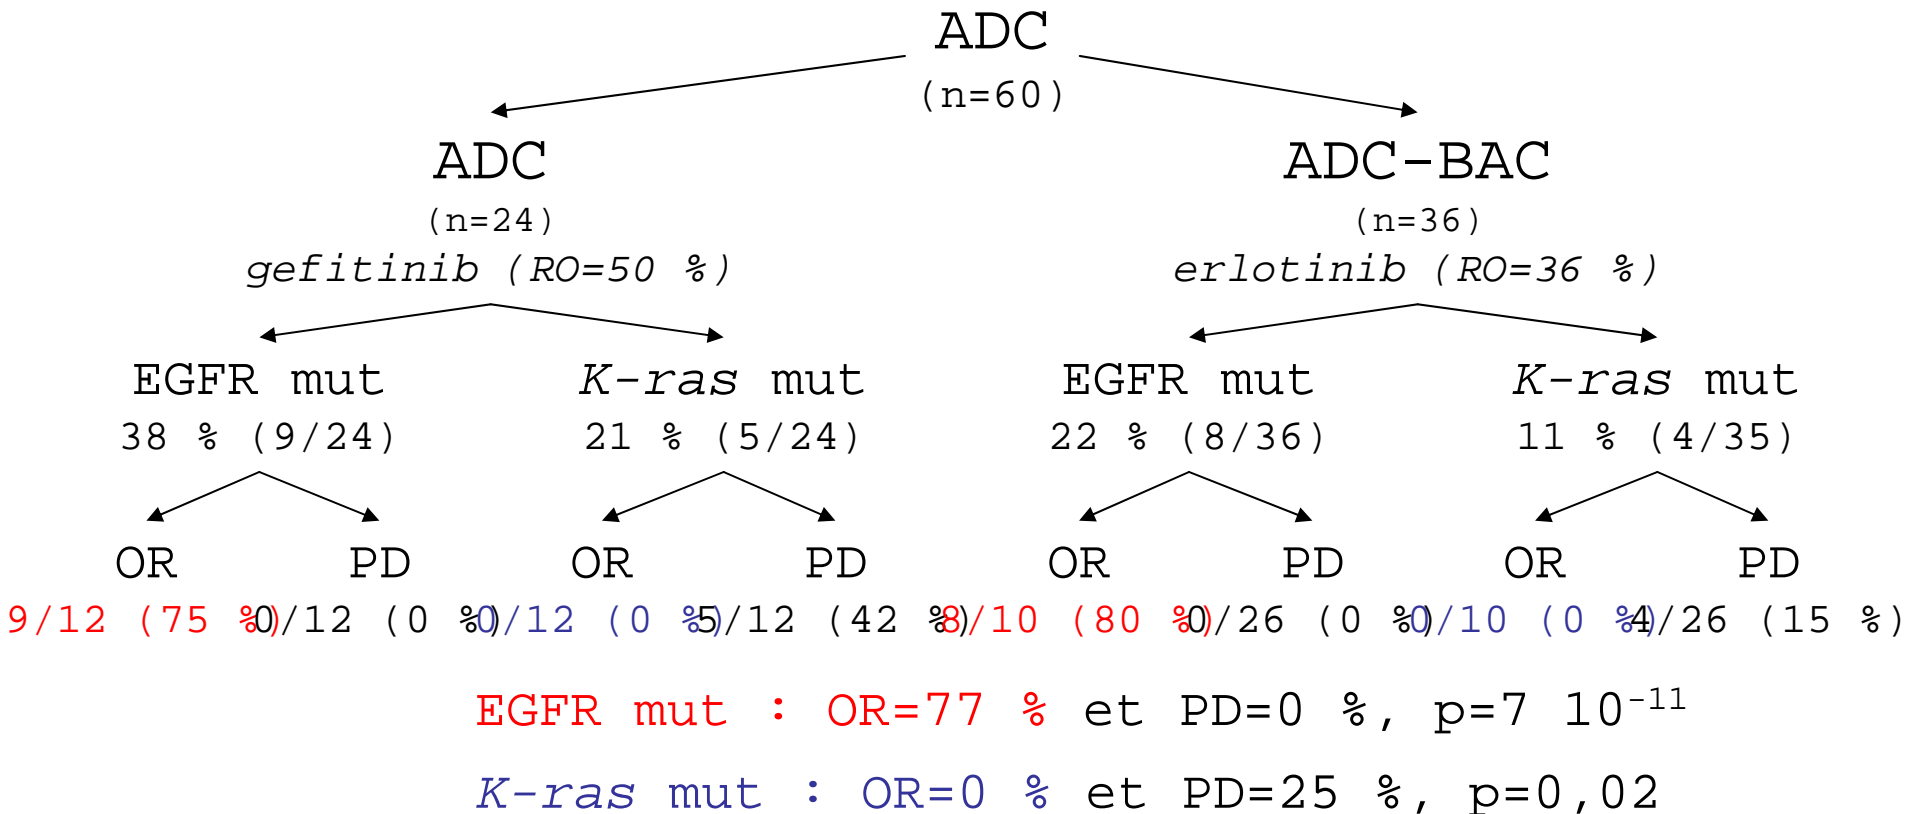 ADC
(n=60)
ADC ADC-BAC
(n=24) (n=36)
gefitinib (RO=50 %) erlotinib (RO=36 %)
EGFR mut K-ras mut EGFR mut K-ras mut
38 % (9/24) 21 % (5/24) 22 % (8/36) 11 % (4/35)
OR PD OR PD OR PD OR PD
9/12 (75 %) 0/12 (0 %) 0/12 (0 %) 5/12 (42 %) 8/10 (80 %) 0/26 (0 %) 0/10 (0 %) 4/26 (15 %)
EGFR mut : OR=77 % et PD=0 %, p=7 10⁻¹¹
K-ras mut : OR=0 % et PD=25 %, p=0,02